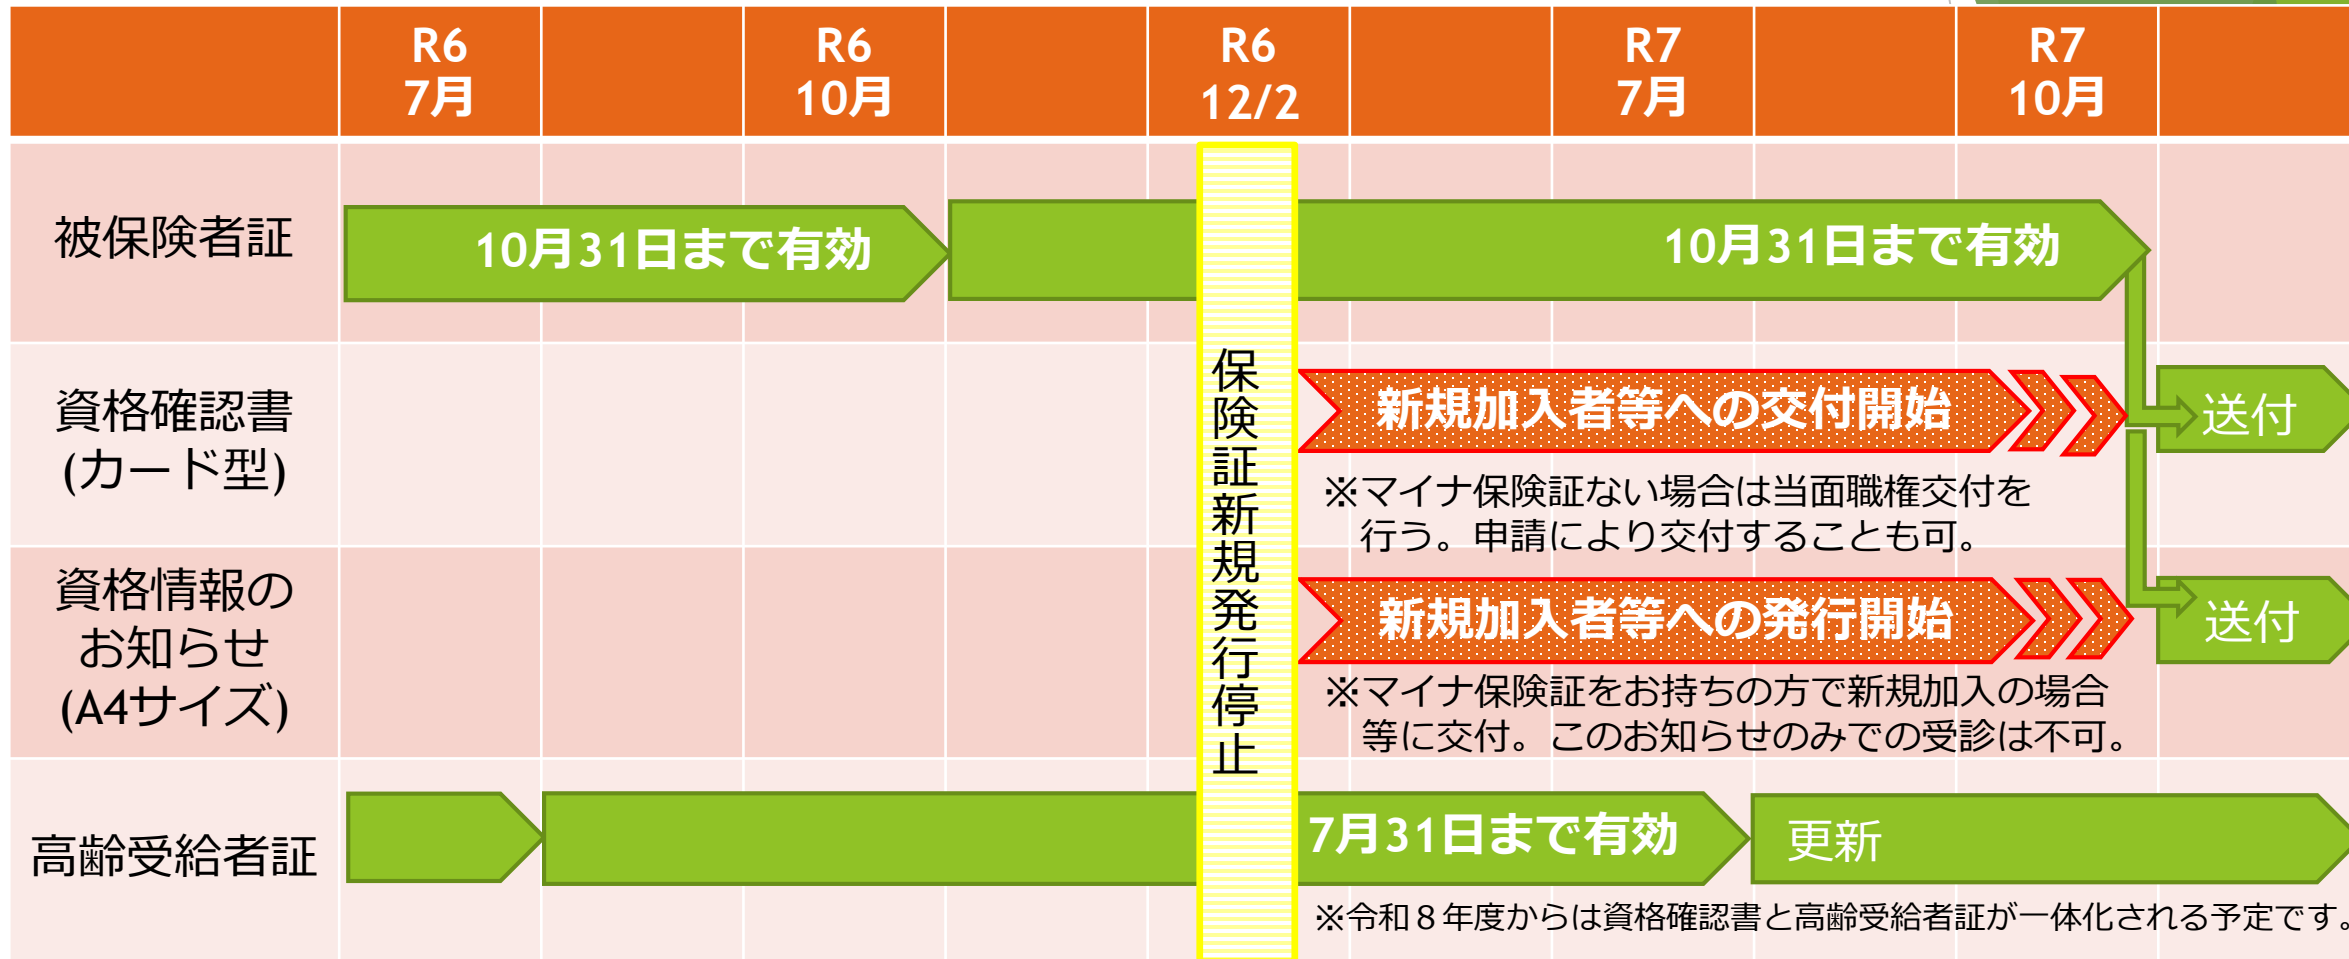 R6
7月
R6
10月
R6
12/2
R7
7月
R7
10月
被保険者証
10月31日まで有効
10月31日まで有効
保険証新規発行停止
資格確認書
(カード型)
新規加入者等への交付開始
送付
※マイナ保険証ない場合は当面職権交付を
行う。申請により交付することも可。
資格情報の
お知らせ
(A4サイズ)
新規加入者等への発行開始
送付
※マイナ保険証をお持ちの方で新規加入の場合
等に交付。このお知らせのみでの受診は不可。
高齢受給者証
7月31日まで有効
更新
※令和８年度からは資格確認書と高齢受給者証が一体化される予定です。